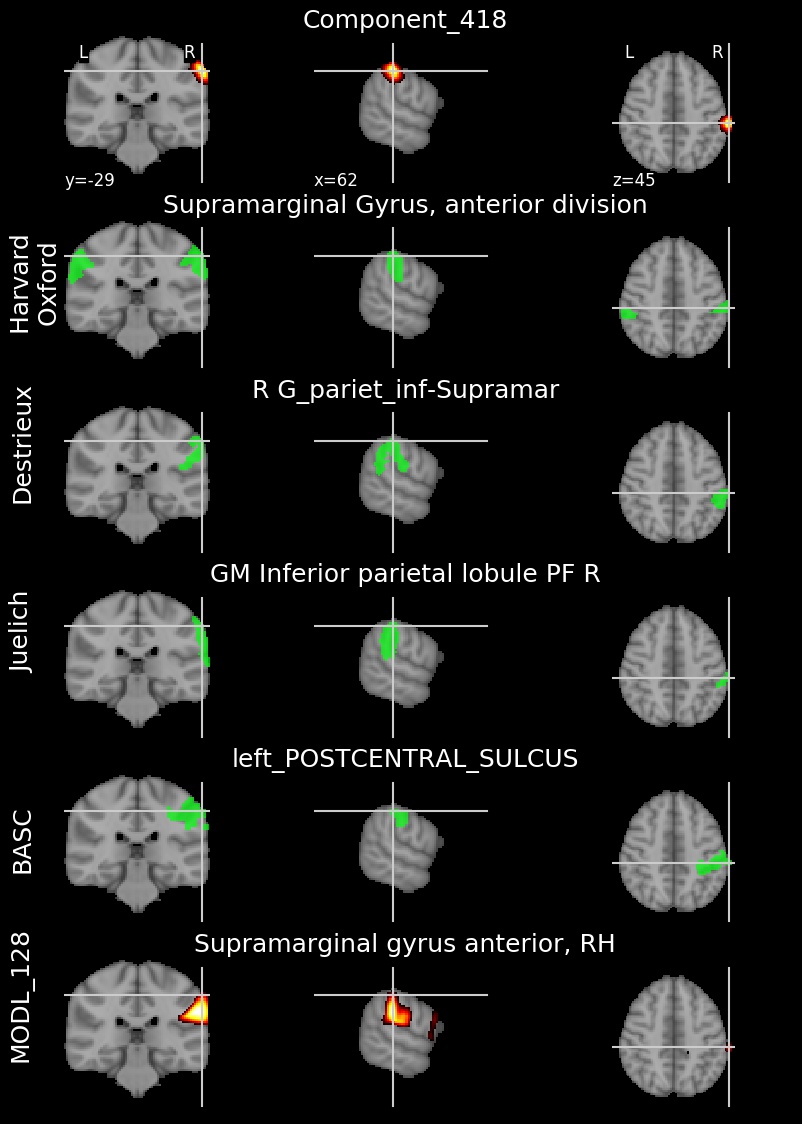 Component_418
L R
L R
y=-29
x=62
z=45
Supramarginal Gyrus, anterior division
Harvard
Oxford
R G_pariet_inf-Supramar
Destrieux
GM Inferior parietal lobule PF R
Juelich
left_POSTCENTRAL_SULCUS
BASC
Supramarginal gyrus anterior, RH
MODL_128